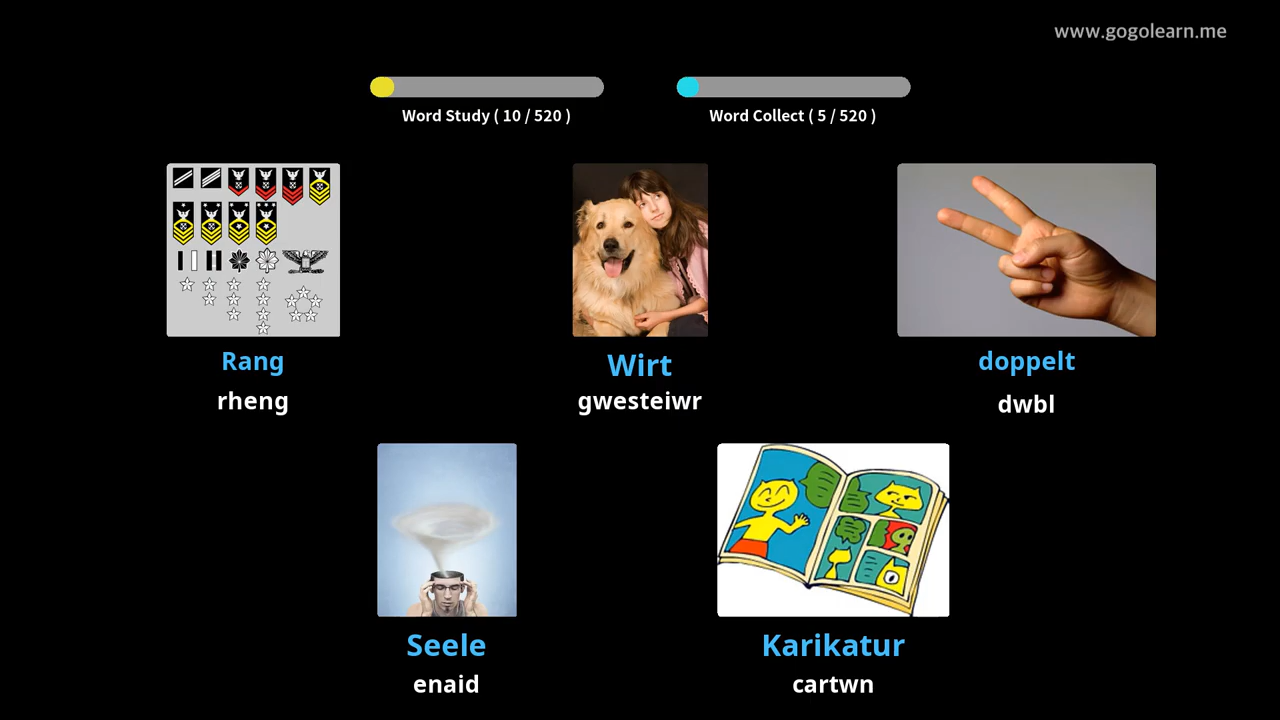 www.gogolearn.me
Word Study ( 10 / 520 )
Word Collect ( 5 / 520 )
Rang
rheng
Wirt
gwesteiwr
doppelt
dwbl
Seele
enaid
Karikatur
cartwn